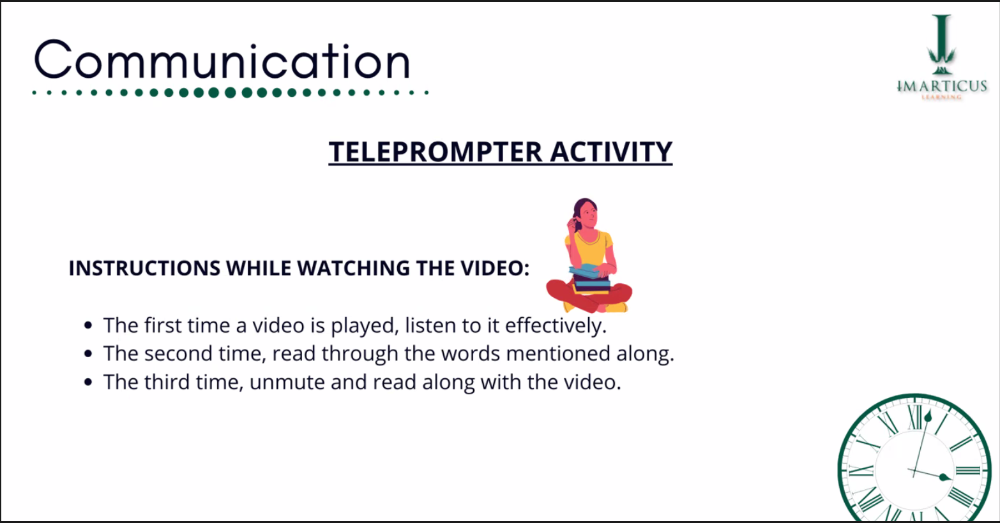 Communication
IMARTICUS
LEARNING
TELEPROMPTER ACTIVITY
INSTRUCTIONS WHILE WATCHING THE VIDEO:
• The first time a video is played, listen to it effectively.
• The second time, read through the words mentioned along.
• The third time, unmute and read along with the video.